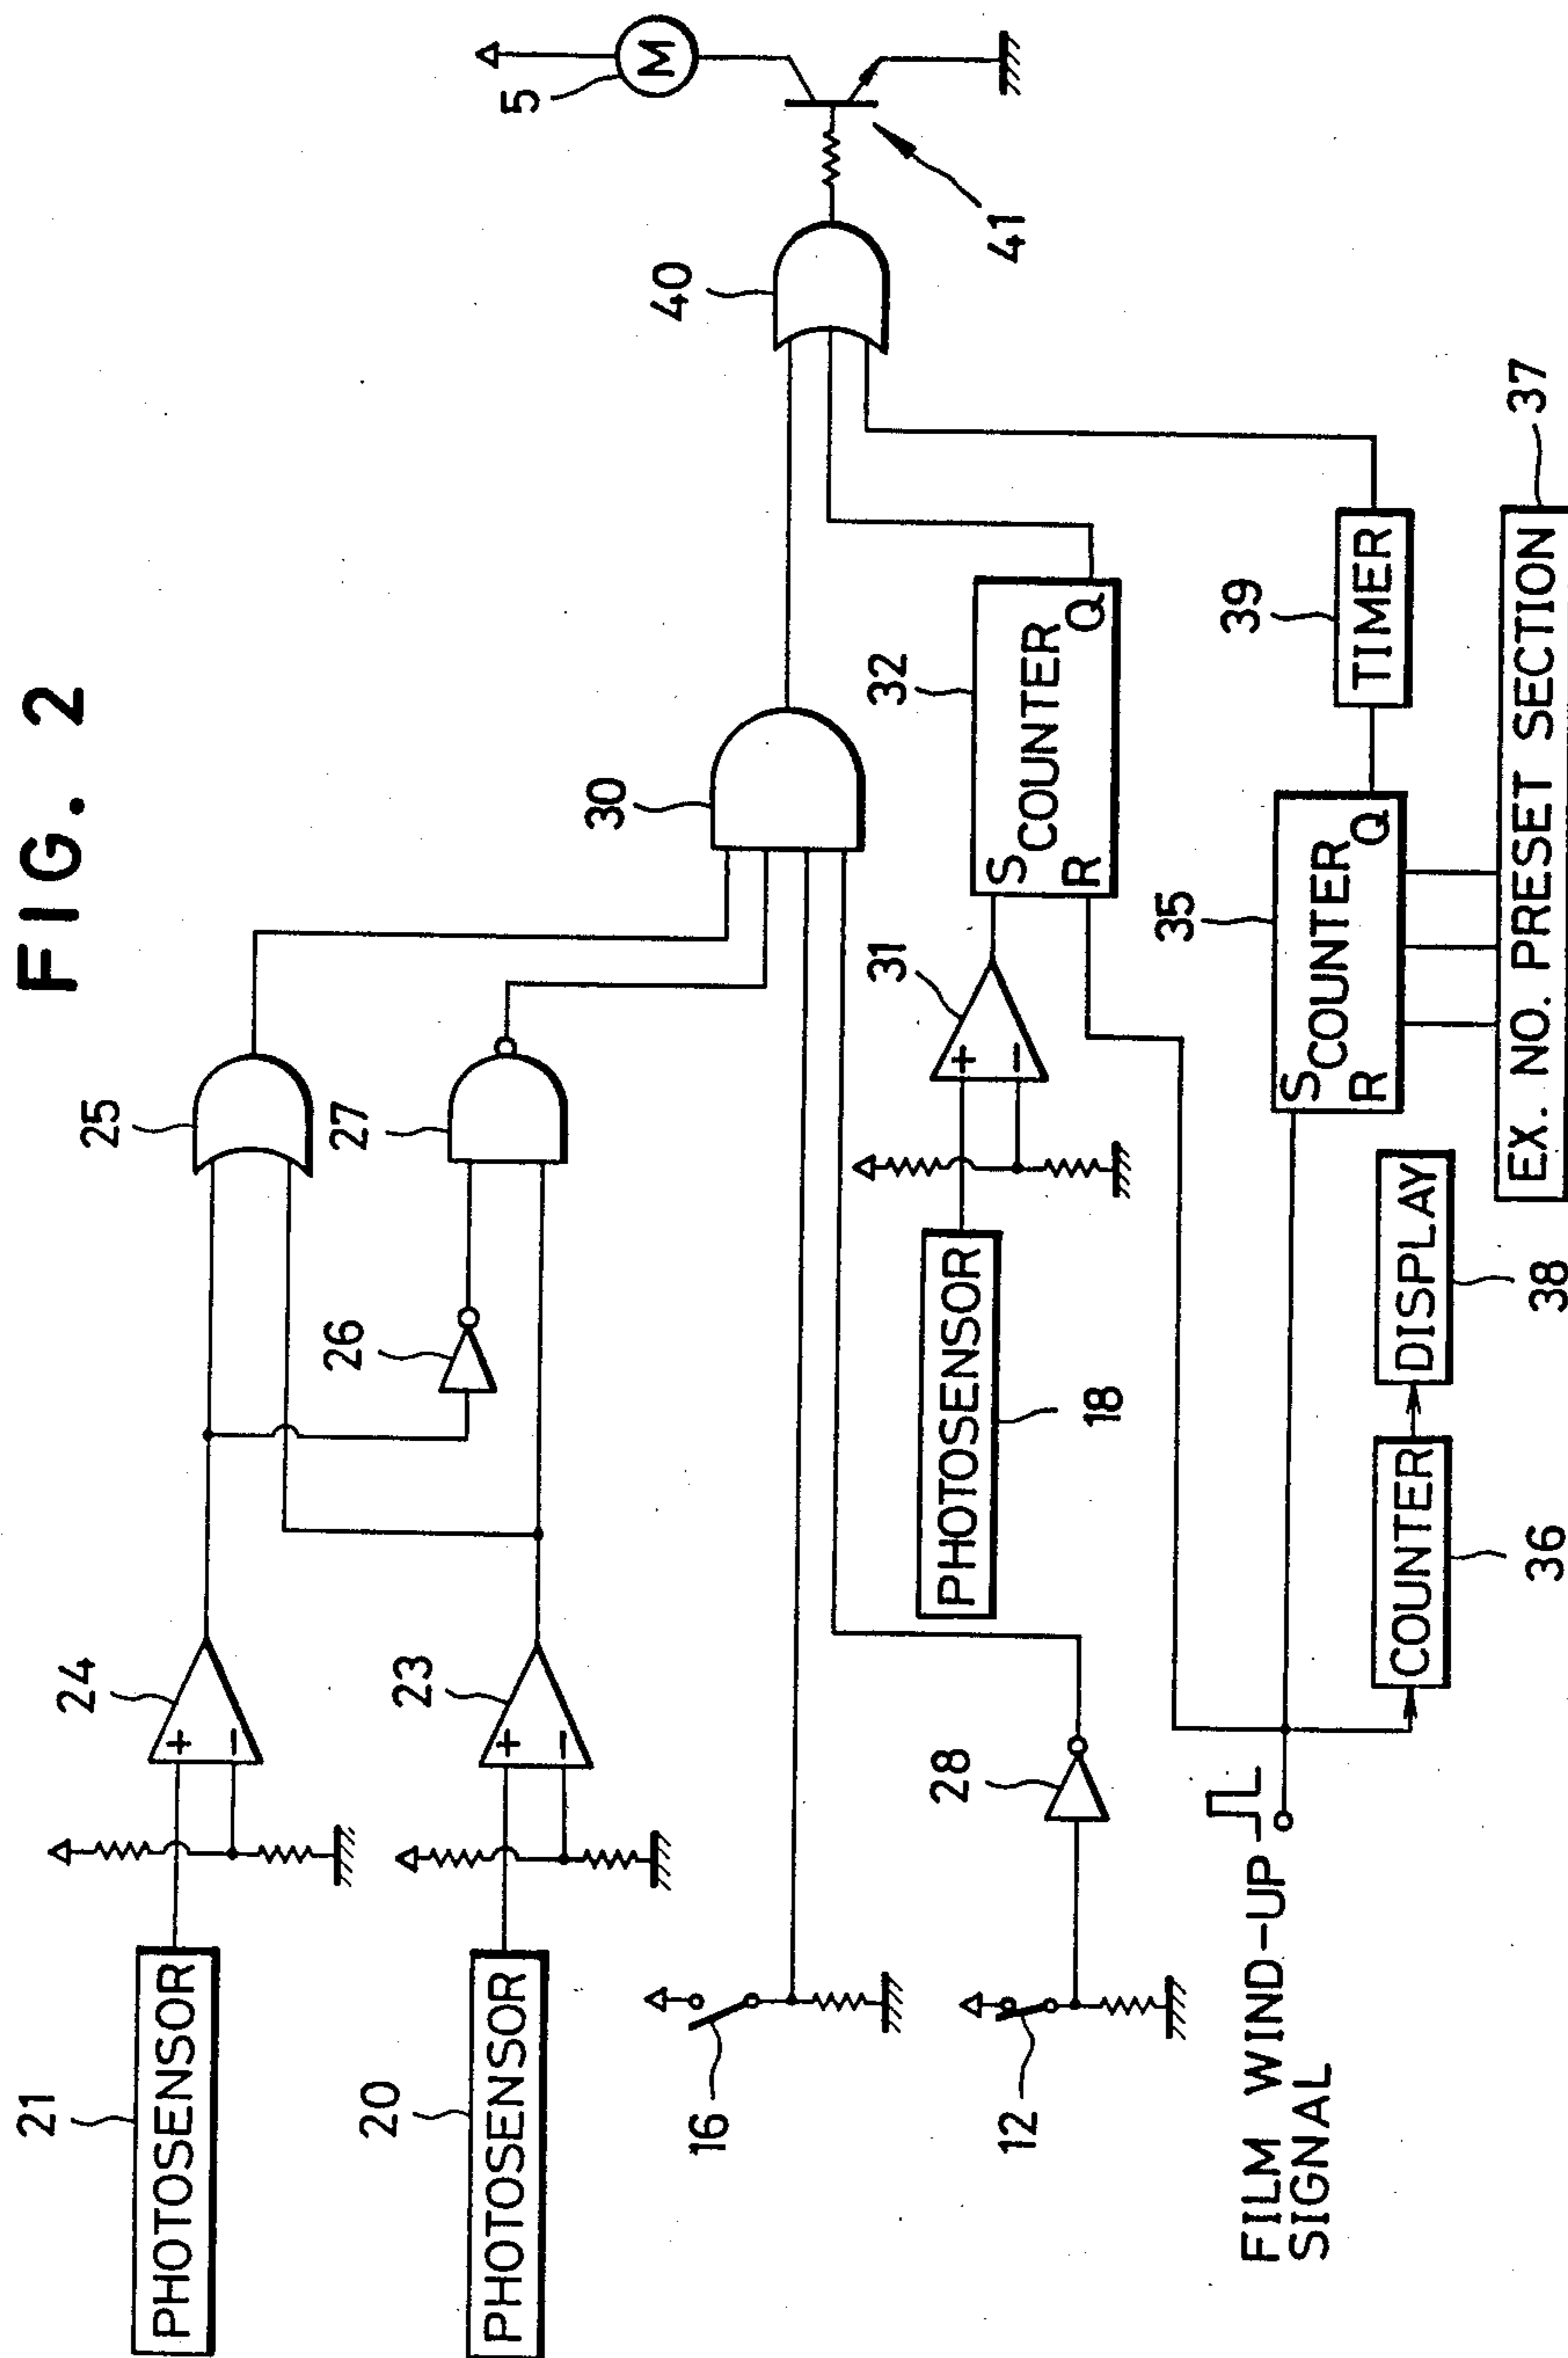 FIG. 2
21
PHOTOSENSOR
24
+
−
25
20
PHOTOSENSOR
23
+
−
26
27
16
12
28
30
PHOTOSENSOR
18
31
+
−
32
S COUNTER
R Q
40
5
M
41
FILM WIND-UP
SIGNAL
COUNTER
36
DISPLAY
38
35
S COUNTER
R Q
39
TIMER
EX. NO. PRESET SECTION
37